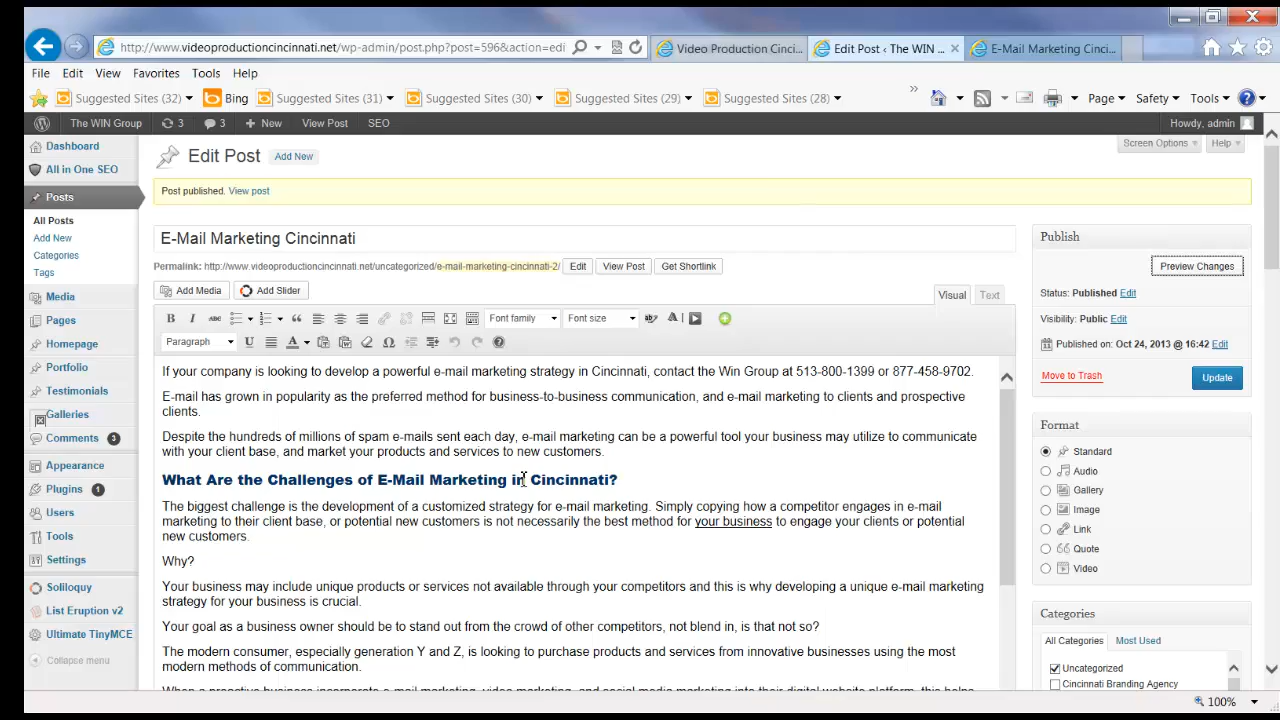 http://www.videoproductioncincinnati.net/wp-admin/post.php?post=596&action=edi
Video Production Cinci...
Edit Post ‹ The WIN ...
E-Mail Marketing Cinci...
File Edit View Favorites Tools Help
Suggested Sites (32) Bing Suggested Sites (31) Suggested Sites (30) Suggested Sites (29) Suggested Sites (28) » Page Safety Tools
The WIN Group 3 3 New View Post SEO Howdy, admin
Dashboard
All in One SEO
Posts
All Posts
Add New
Categories
Tags
Media
Pages
Homepage
Portfolio
Testimonials
Galleries
Comments 3
Appearance
Plugins 1
Users
Tools
Settings
Soliloquy
List Eruption v2
Ultimate TinyMCE
Collapse menu
Screen Options Help
Edit Post Add New
Post published. View post
E-Mail Marketing Cincinnati
Permalink: http://www.videoproductioncincinnati.net/uncategorized/e-mail-marketing-cincinnati-2/ Edit View Post Get Shortlink
Add Media Add Slider
Visual Text
B I ABC Font family Font size
Paragraph U A
If your company is looking to develop a powerful e-mail marketing strategy in Cincinnati, contact the Win Group at 513-800-1399 or 877-458-9702.
E-mail has grown in popularity as the preferred method for business-to-business communication, and e-mail marketing to clients and prospective
clients.
Despite the hundreds of millions of spam e-mails sent each day, e-mail marketing can be a powerful tool your business may utilize to communicate
with your client base, and market your products and services to new customers.
What Are the Challenges of E-Mail Marketing in Cincinnati?
The biggest challenge is the development of a customized strategy for e-mail marketing. Simply copying how a competitor engages in e-mail
marketing to their client base, or potential new customers is not necessarily the best method for your business to engage your clients or potential
new customers.
Why?
Your business may include unique products or services not available through your competitors and this is why developing a unique e-mail marketing
strategy for your business is crucial.
Your goal as a business owner should be to stand out from the crowd of other competitors, not blend in, is that not so?
The modern consumer, especially generation Y and Z, is looking to purchase products and services from innovative businesses using the most
modern methods of communication.
When a proactive business incorporate e-mail marketing, video marketing, and social media marketing into their digital website platform, this helps
Publish
Preview Changes
Status: Published Edit
Visibility: Public Edit
Published on: Oct 24, 2013 @ 16:42 Edit
Move to Trash Update
Format
Standard
Audio
Gallery
Image
Link
Quote
Video
Categories
All Categories Most Used
Uncategorized
Cincinnati Branding Agency
100%